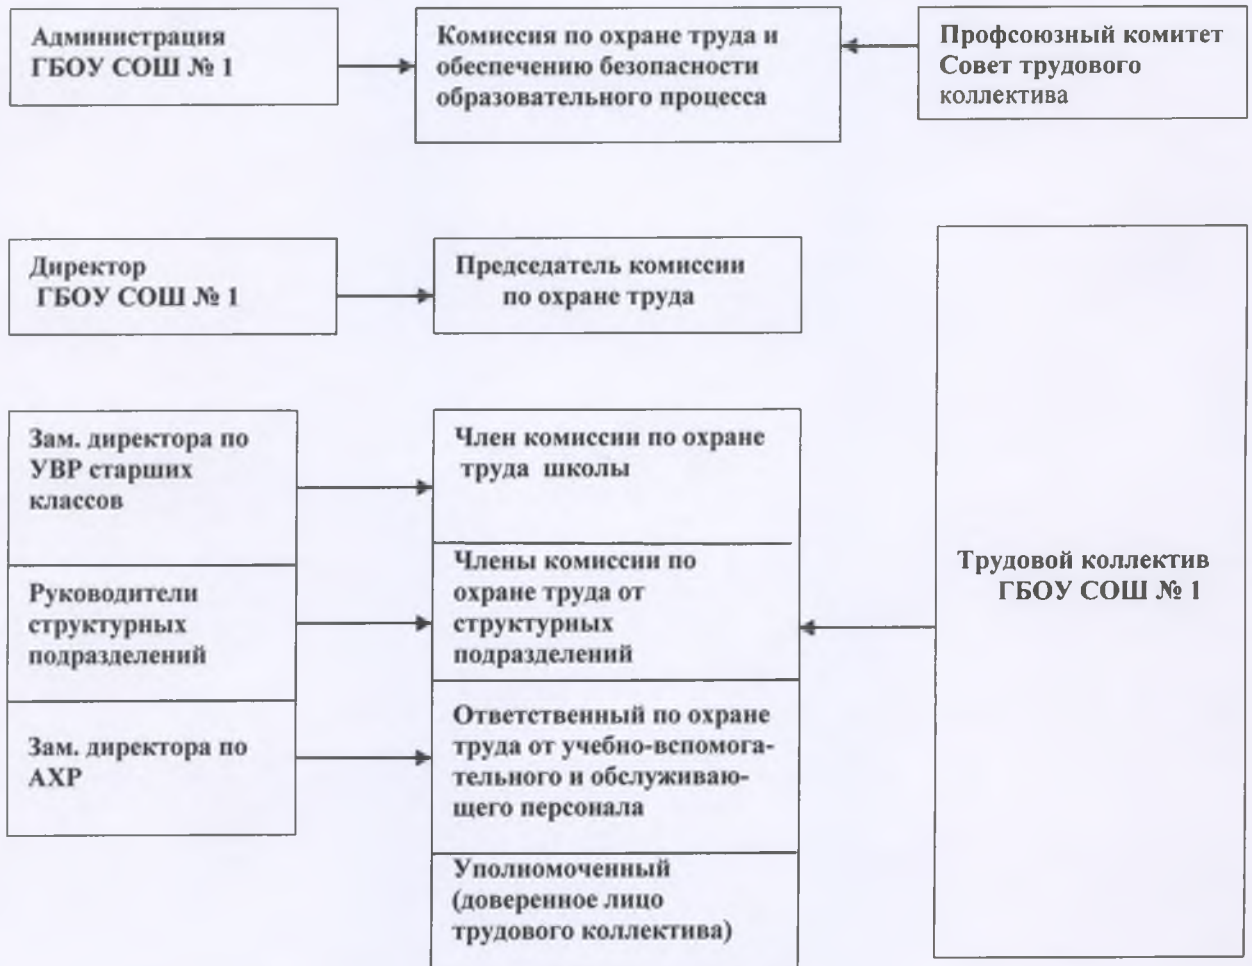 Администрация
ГБОУ СОШ № 1
Комиссия по охране труда и
обеспечению безопасности
образовательного процесса
Профсоюзный комитет
Совет трудового
коллектива
Директор
ГБОУ СОШ № 1
Председатель комиссии
по охране труда
Зам. директора по
УВР старших
классов
Член комиссии по охране
труда школы
Руководители
структурных
подразделений
Члены комиссии по
охране труда от
структурных
подразделений
Трудовой коллектив
ГБОУ СОШ № 1
Зам. директора по
АХР
Ответственный по охране
труда от учебно-вспомога-
тельного и обслуживаю-
щего персонала
Уполномоченный
(доверенное лицо
трудового коллектива)